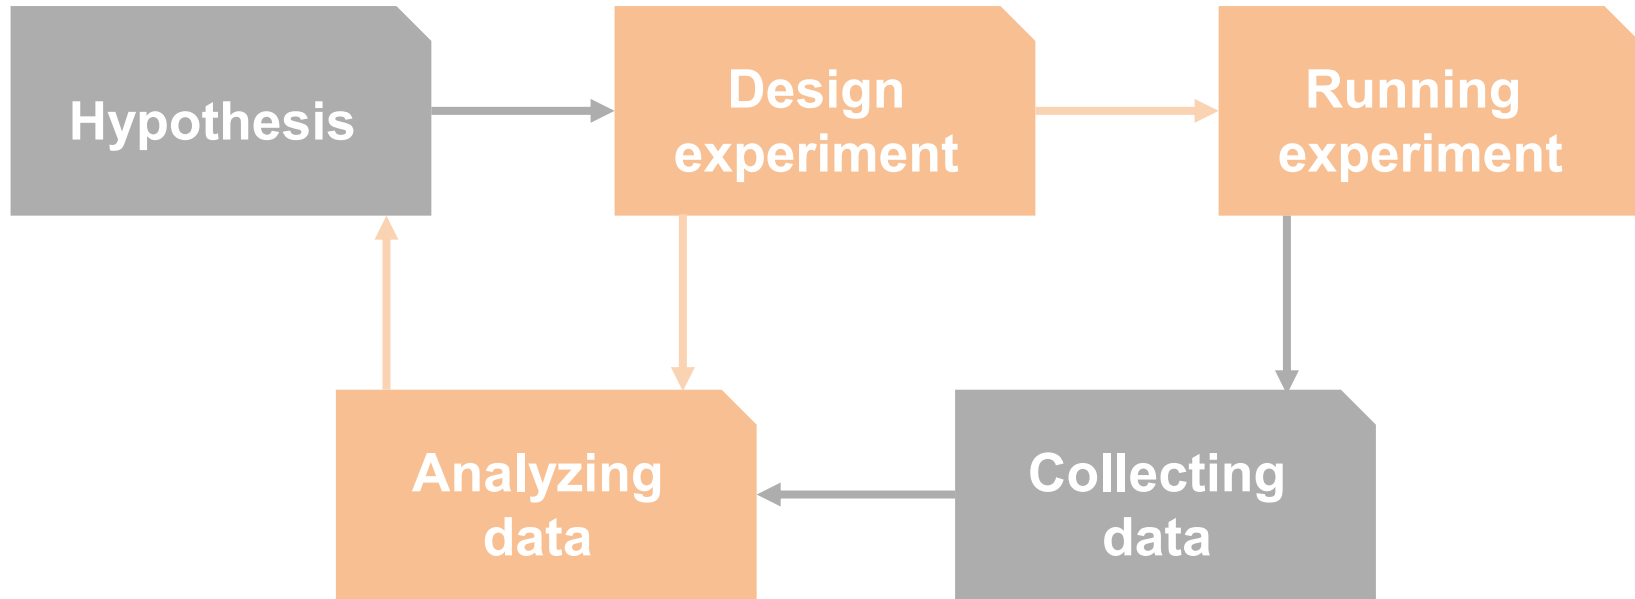 Hypothesis
Design
experiment
Running
experiment
Analyzing
data
Collecting
data